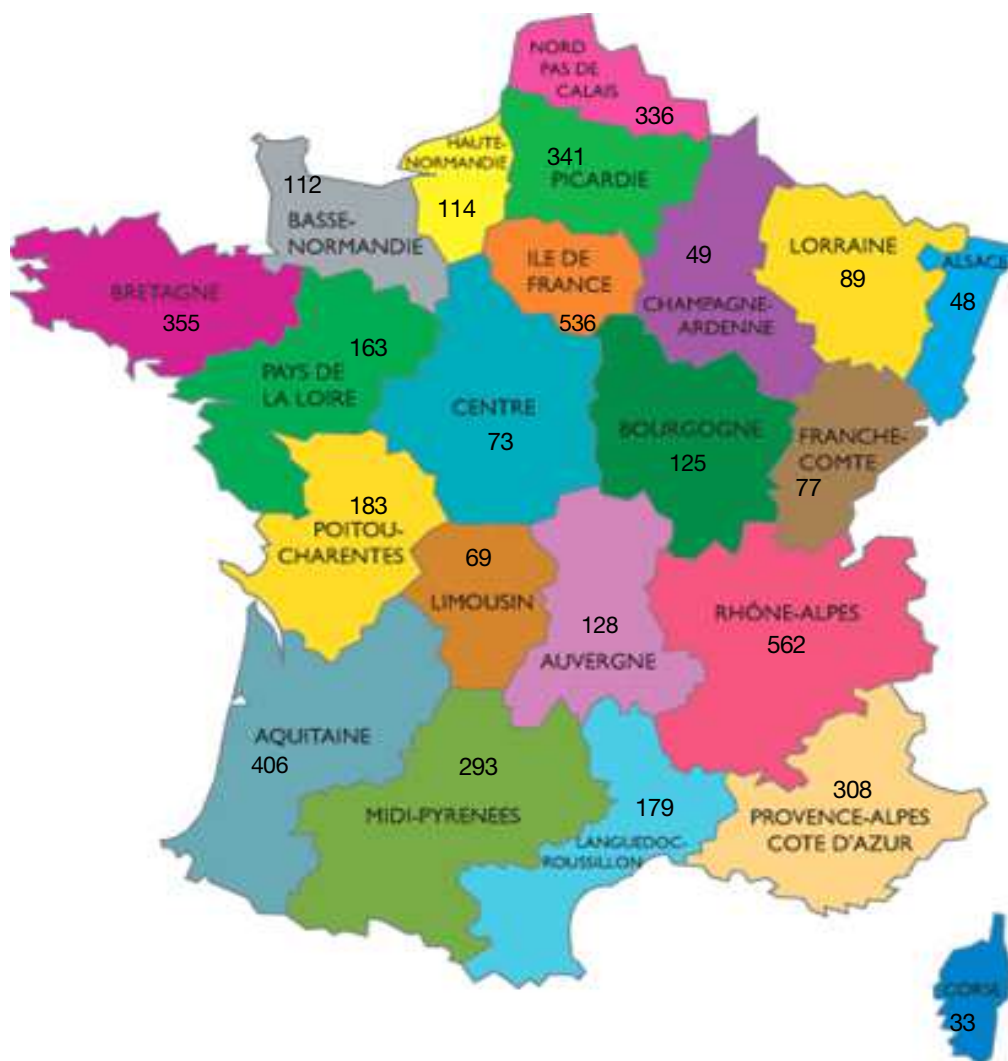 NORD
PAS DE
CALAIS
336
HAUTE-
NORMANDIE
114
341
PICARDIE
112
BASSE-
NORMANDIE
ILE DE
FRANCE
536
49
CHAMPAGNE-
ARDENNE
LORRAINE
89
ALSACE
48
BRETAGNE
355
163
PAYS DE
LA LOIRE
CENTRE
73
BOURGOGNE
125
FRANCHE-
COMTE
77
183
POITOU-
CHARENTES
69
LIMOUSIN
128
AUVERGNE
RHÔNE-ALPES
562
AQUITAINE
406
293
MIDI-PYRENEES
179
LANGUEDOC-
ROUSSILLON
308
PROVENCE-ALPES
COTE D'AZUR
CORSE
33